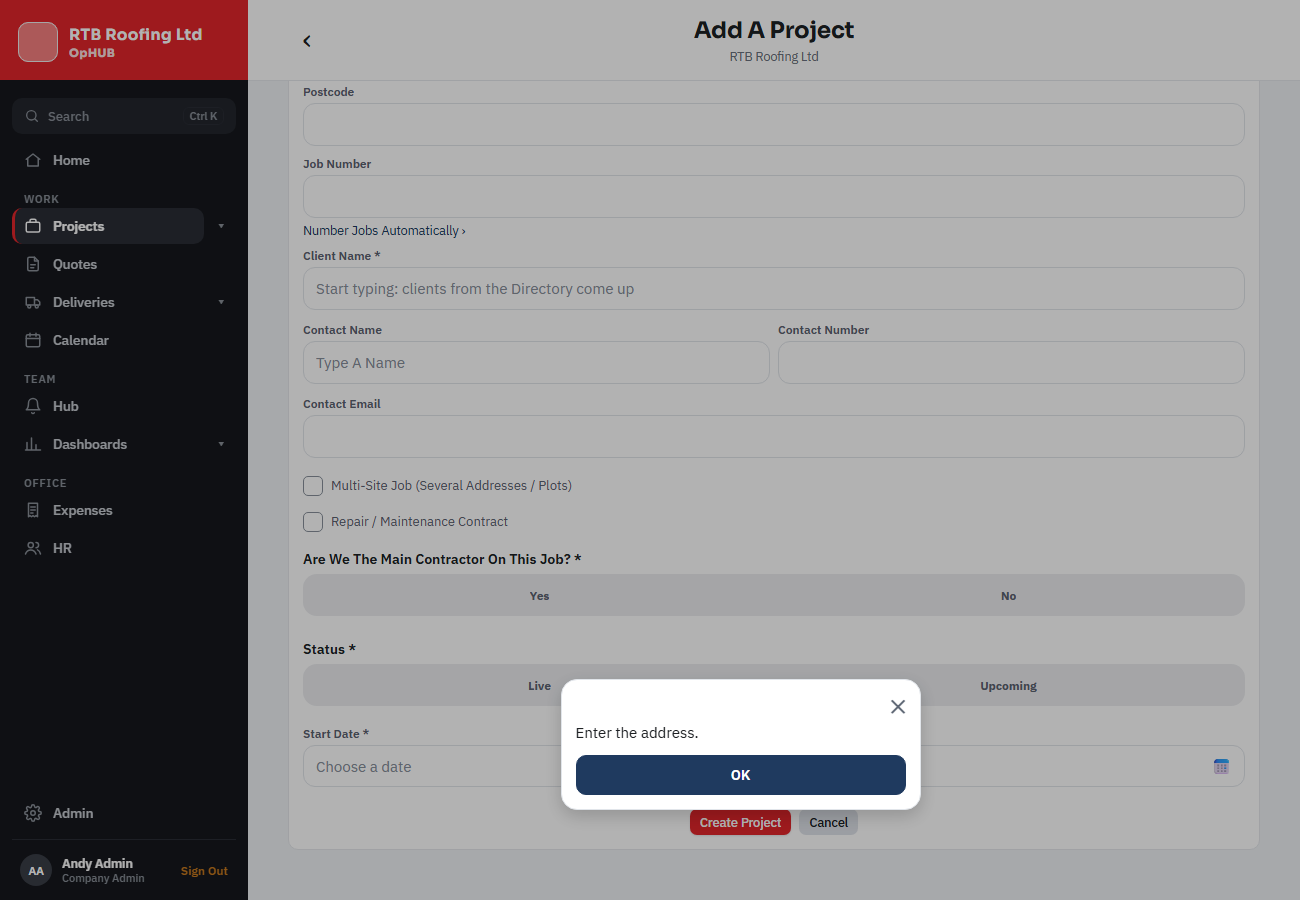 RTB Roofing Ltd
OpHUB
Search
Ctrl K
Home
WORK
Projects
Quotes
Deliveries
Calendar
TEAM
Hub
Dashboards
OFFICE
Expenses
HR
Admin
AA
Andy Admin
Company Admin
Sign Out
Add A Project
RTB Roofing Ltd
Postcode
Job Number
Number Jobs Automatically ›
Client Name *
Start typing: clients from the Directory come up
Contact Name
Contact Number
Type A Name
Contact Email
Multi-Site Job (Several Addresses / Plots)
Repair / Maintenance Contract
Are We The Main Contractor On This Job? *
Yes
No
Status *
Live
Upcoming
Start Date *
Choose a date
Enter the address.
OK
Create Project
Cancel